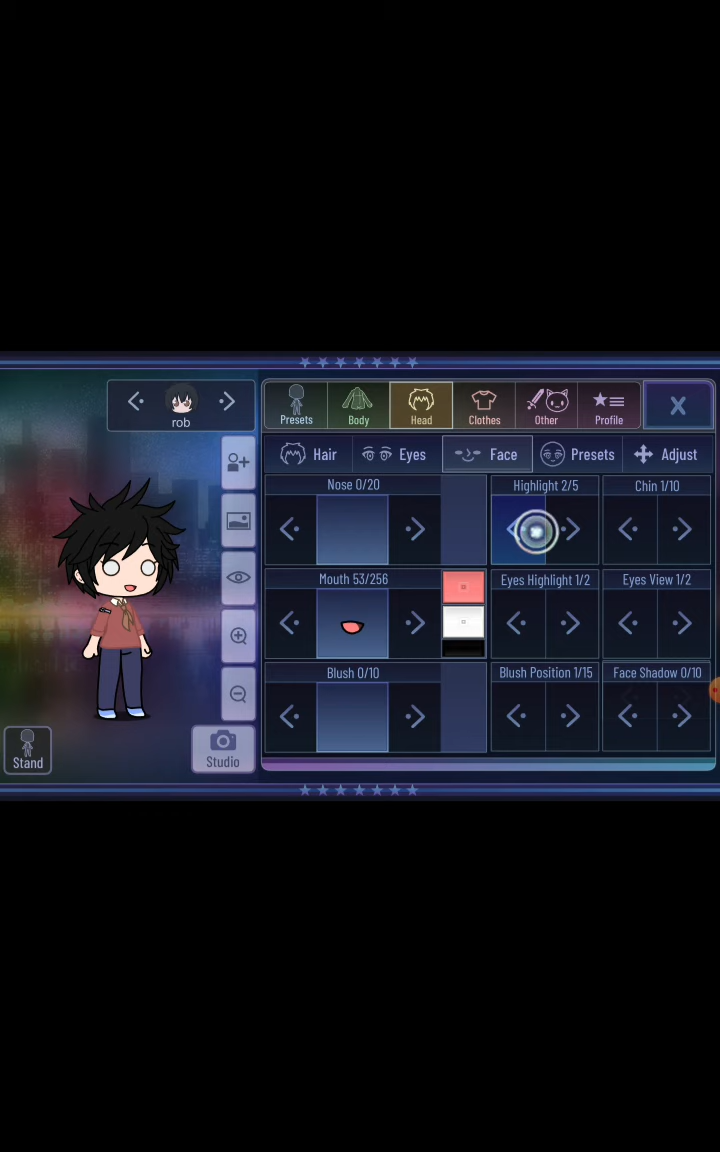 rob
Presets
Body
Head
Clothes
Other
Profile
X
Hair
Eyes
Face
Presets
Adjust
Nose 0/20
Highlight 2/5
Chin 1/10
Mouth 53/256
Eyes Highlight 1/2
Eyes View 1/2
Blush 0/10
Blush Position 1/15
Face Shadow 0/10
Stand
Studio